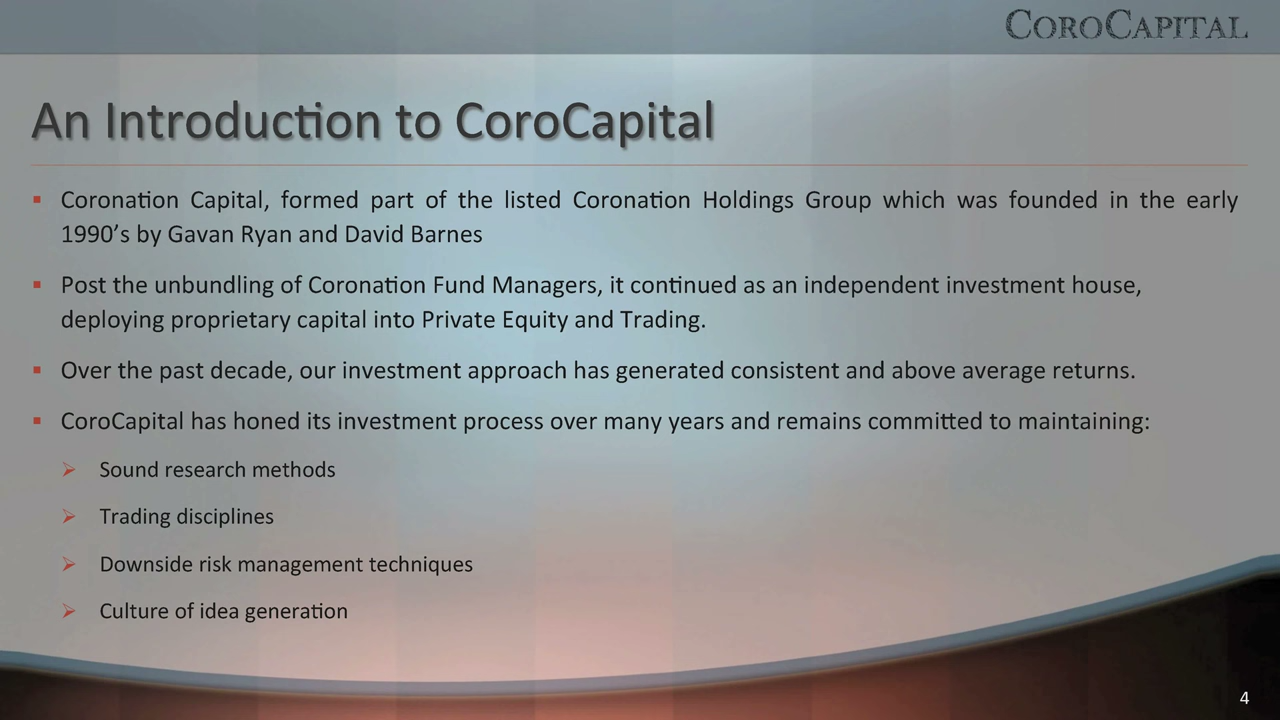 COROCAPITAL
An Introduction to CoroCapital
▪ Coronation Capital, formed part of the listed Coronation Holdings Group which was founded in the early
1990’s by Gavan Ryan and David Barnes
▪ Post the unbundling of Coronation Fund Managers, it continued as an independent investment house,
deploying proprietary capital into Private Equity and Trading.
▪ Over the past decade, our investment approach has generated consistent and above average returns.
▪ CoroCapital has honed its investment process over many years and remains committed to maintaining:
➢ Sound research methods
➢ Trading disciplines
➢ Downside risk management techniques
➢ Culture of idea generation
4